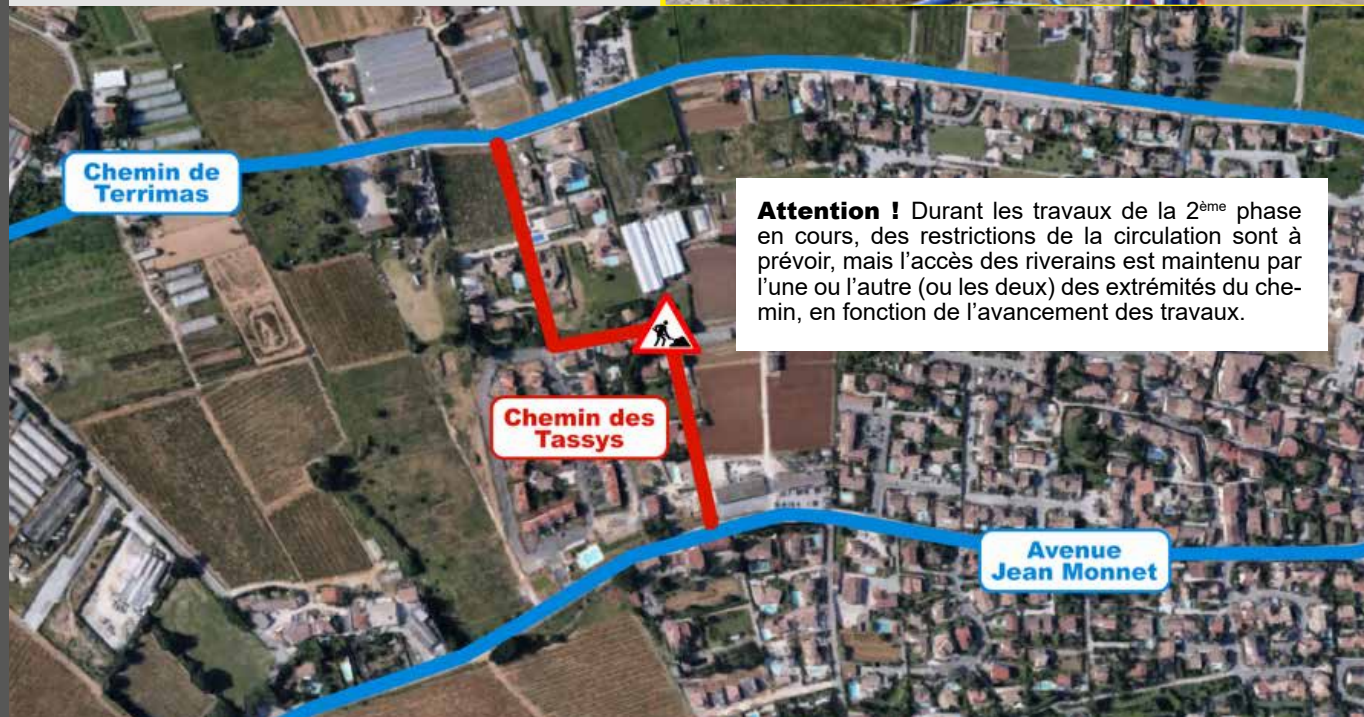 Chemin de
Terrimas
Attention ! Durant les travaux de la 2ème phase
en cours, des restrictions de la circulation sont à
prévoir, mais l’accès des riverains est maintenu par
l’une ou l’autre (ou les deux) des extrémités du che-
min, en fonction de l’avancement des travaux.
Chemin des
Tassys
Avenue
Jean Monnet